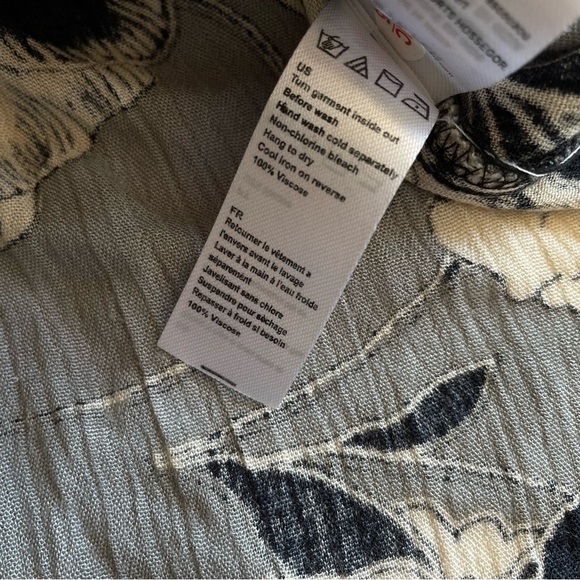 US
Turn garment inside out
Before wash
Hand wash cold separately
Non-chlorine bleach
Hang to dry
Cool iron on reverse
100% Viscose
FR
Retourner le vêtement a
l'envers avant le lavage
Laver à la main à l'eau froide
séparement
Javelisant sans chlore
Suspendre pour séchage
Repasser à froid si besoin
100% Viscose